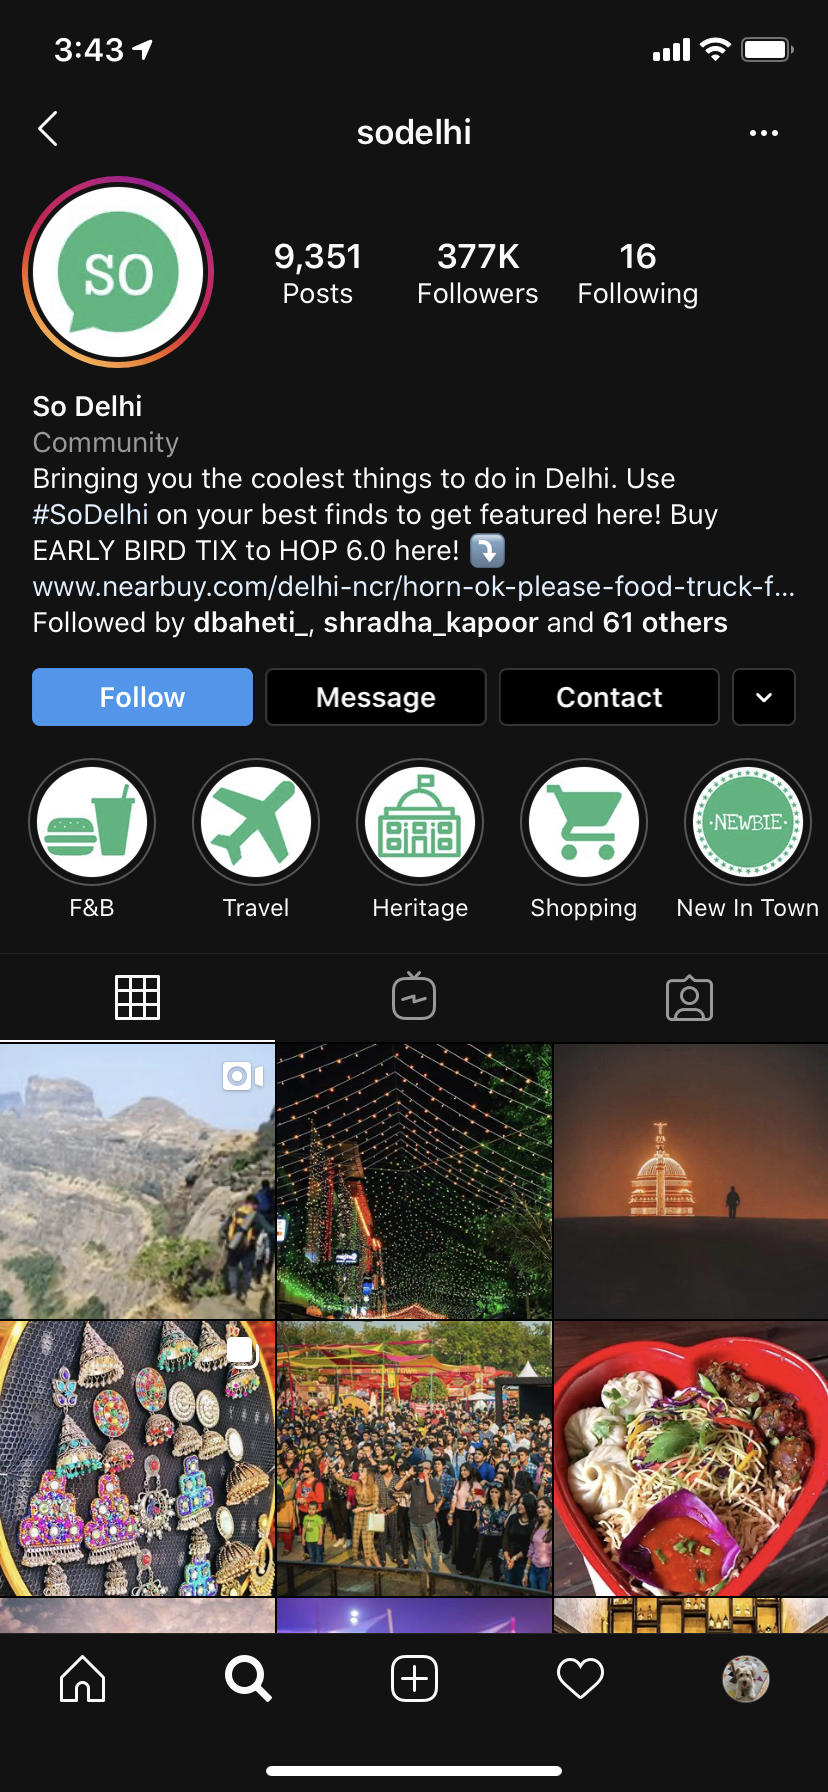 3:43
sodelhi
SO
9,351 377K 16
Posts Followers Following
So Delhi
Community
Bringing you the coolest things to do in Delhi. Use
#SoDelhi on your best finds to get featured here! Buy
EARLY BIRD TIX to HOP 6.0 here!
www.nearbuy.com/delhi-ncr/horn-ok-please-food-truck-f...
Followed by dbaheti_, shradha_kapoor and 61 others
Follow Message Contact
·NEWBIE·
F&B Travel Heritage Shopping New In Town